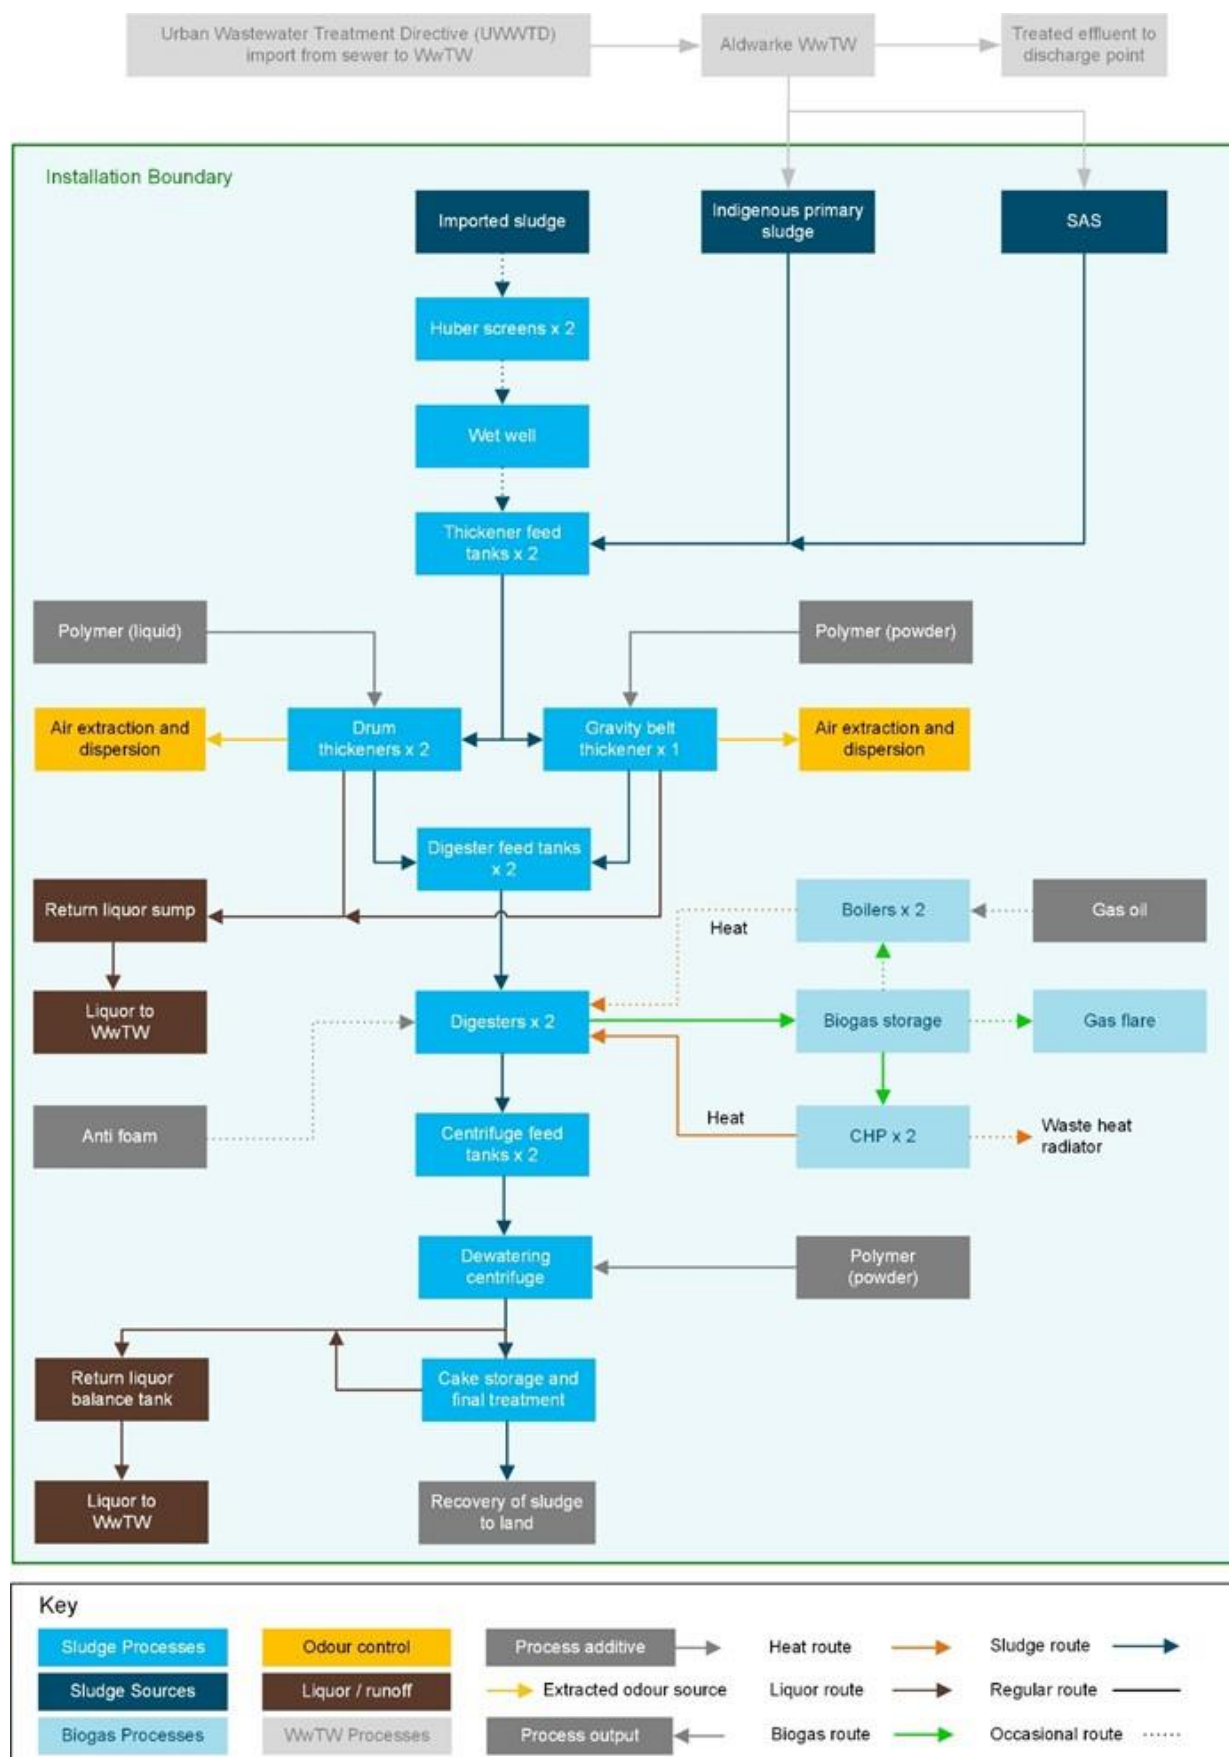 Urban Wastewater Treatment Directive (UWWTD)
import from sewer to WwTW
Aldwarke WwTW
Treated effluent to
discharge point
Installation Boundary
Imported sludge
Indigenous primary
sludge
SAS
Huber screens x 2
Wet well
Thickener feed
tanks x 2
Polymer (liquid)
Polymer (powder)
Air extraction and
dispersion
Drum
thickeners x 2
Gravity belt
thickener x 1
Air extraction and
dispersion
Digester feed tanks
x 2
Return liquor sump
Heat
Boilers x 2
Gas oil
Liquor to
WwTW
Digesters x 2
Biogas storage
Gas flare
Anti foam
Centrifuge feed
tanks x 2
Heat
CHP x 2
Waste heat
radiator
Dewatering
centrifuge
Polymer
(powder)
Return liquor
balance tank
Cake storage and
final treatment
Liquor to
WwTW
Recovery of sludge
to land
Key
Sludge Processes
Odour control
Process additive
Heat route
Sludge route
Sludge Sources
Liquor / runoff
Extracted odour source
Liquor route
Regular route
Biogas Processes
WwTW Processes
Process output
Biogas route
Occasional route